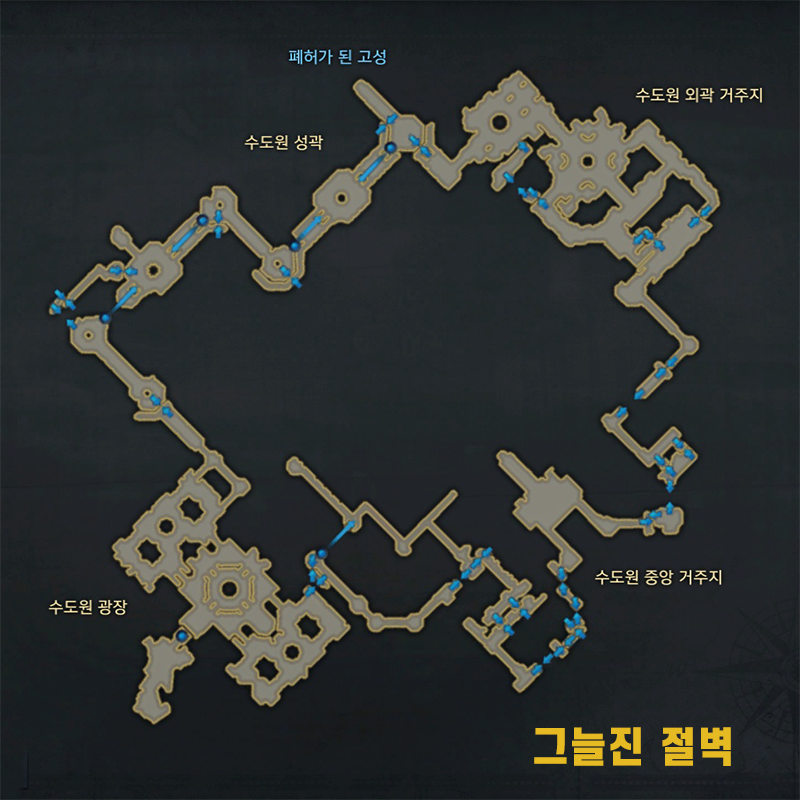 폐허가 된 고성
수도원 외곽 거주지
수도원 성곽
수도원 중앙 거주지
수도원 광장
그늘진 절벽